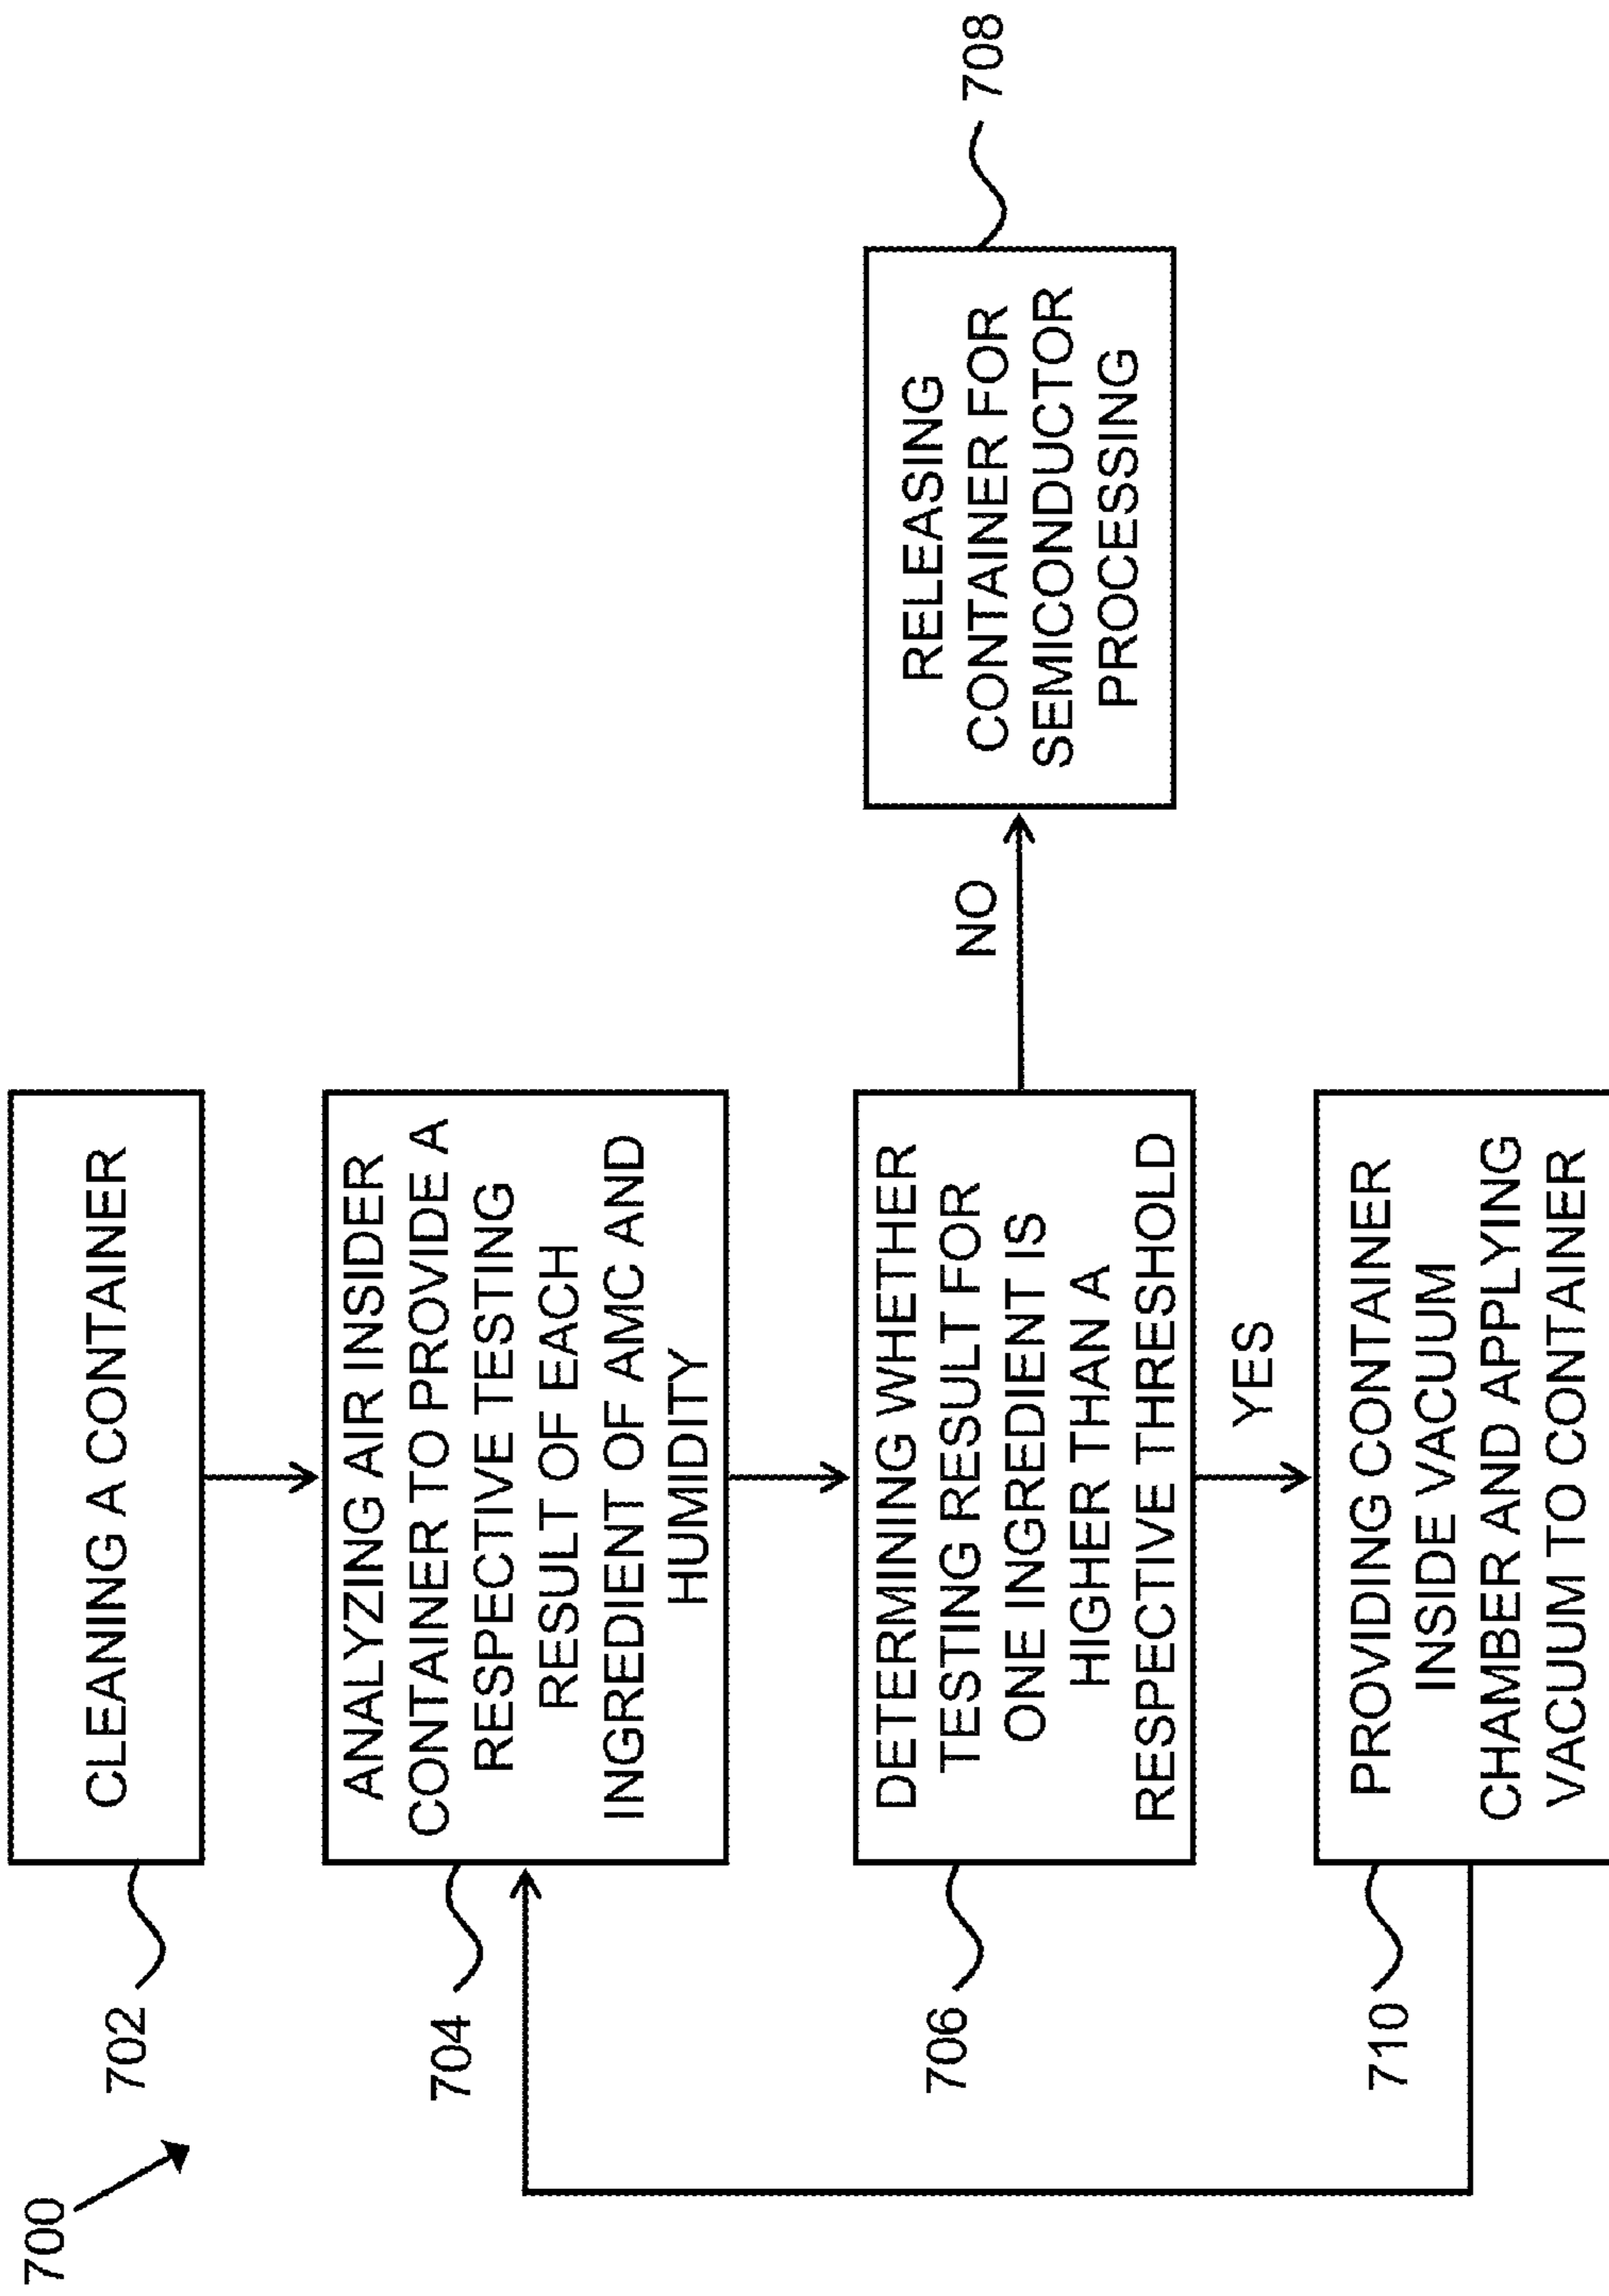 700
702
CLEANING A CONTAINER
704
ANALYZING AIR INSIDER
CONTAINER TO PROVIDE A
RESPECTIVE TESTING
RESULT OF EACH
INGREDIENT OF AMC AND
HUMIDITY
706
DETERMINING WHETHER
TESTING RESULT FOR
ONE INGREDIENT IS
HIGHER THAN A
RESPECTIVE THRESHOLD
NO
RELEASING
CONTAINER FOR
SEMICONDUCTOR
PROCESSING
708
YES
710
PROVIDING CONTAINER
INSIDE VACUUM
CHAMBER AND APPLYING
VACUUM TO CONTAINER